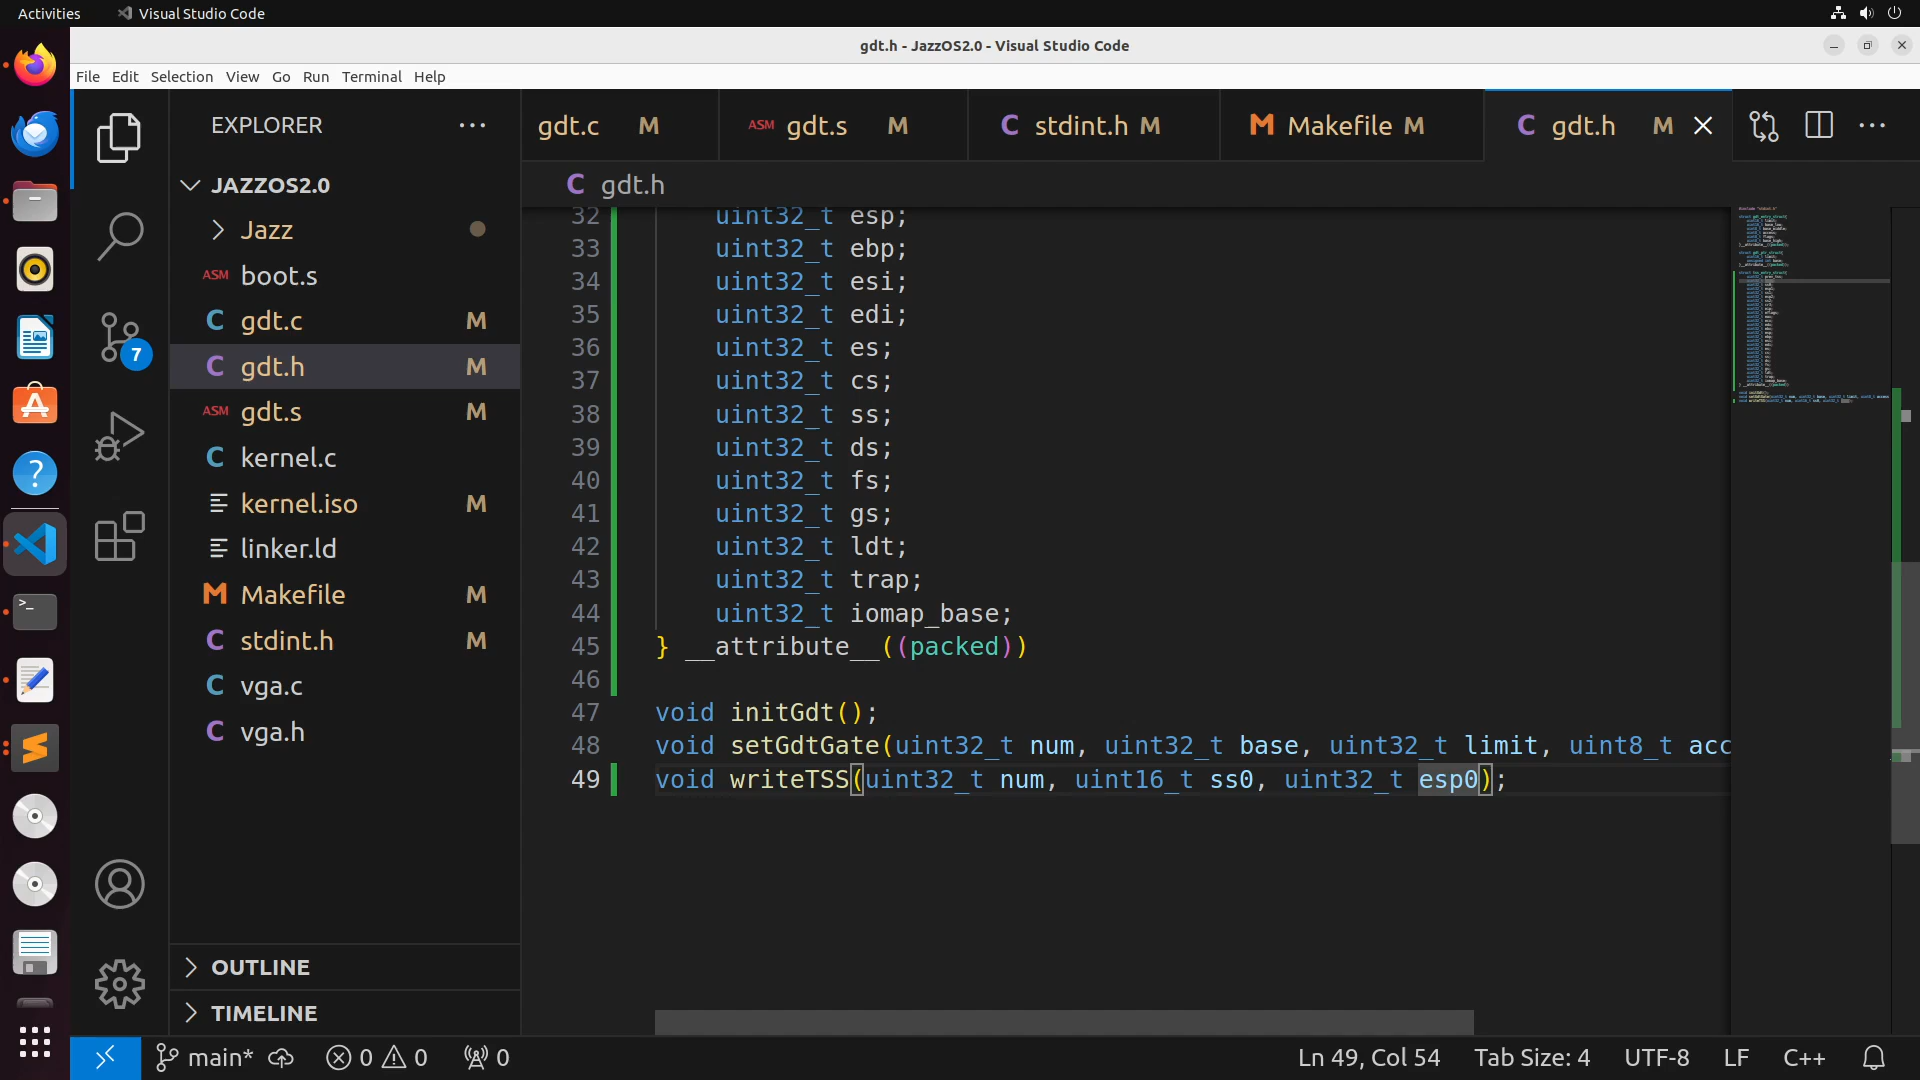 Activities
Visual Studio Code
gdt.h - JazzOS2.0 - Visual Studio Code
File Edit Selection View Go Run Terminal Help
EXPLORER
gdt.c M
ASM gdt.s M
C stdint.h M
M Makefile M
C gdt.h M
C gdt.h
JAZZOS2.0
Jazz
ASM boot.s
C gdt.c M
C gdt.h M
ASM gdt.s M
C kernel.c
kernel.iso M
linker.ld
M Makefile M
C stdint.h M
C vga.c
C vga.h
7
OUTLINE
TIMELINE
32 uint32_t esp;
33 uint32_t ebp;
34 uint32_t esi;
35 uint32_t edi;
36 uint32_t es;
37 uint32_t cs;
38 uint32_t ss;
39 uint32_t ds;
40 uint32_t fs;
41 uint32_t gs;
42 uint32_t ldt;
43 uint32_t trap;
44 uint32_t iomap_base;
45 } __attribute__((packed))
46
47 void initGdt();
48 void setGdtGate(uint32_t num, uint32_t base, uint32_t limit, uint8_t acc
49 void writeTSS(uint32_t num, uint16_t ss0, uint32_t esp0);
main* 0 0 0
Ln 49, Col 54 Tab Size: 4 UTF-8 LF C++